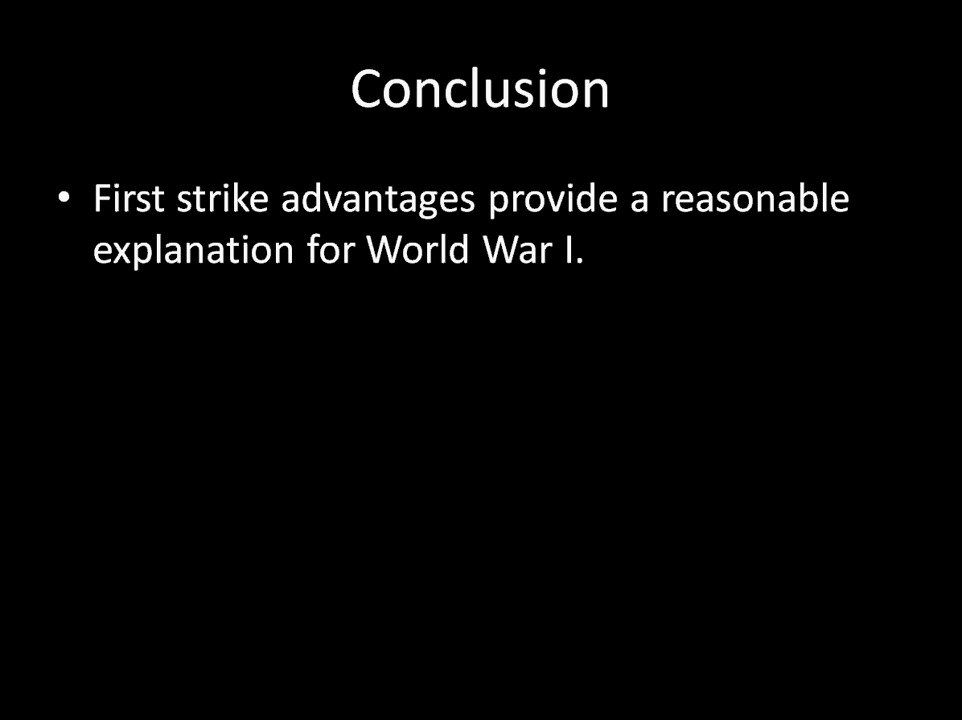 Conclusion
• First strike advantages provide a reasonable
explanation for World War I.